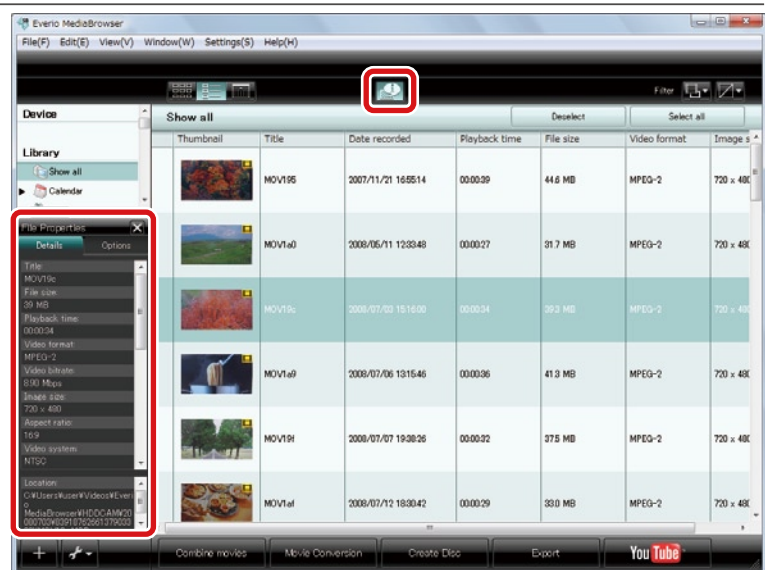 Everio MediaBrowser
File(F) Edit(E) View(V) Window(W) Settings(S) Help(H)
Filter
Device
Library
Show all
Calendar
Show all
Deselect
Select all
Thumbnail Title Date recorded Playback time File size Video format Image s
MOV195 2007/11/21 16:55:14 00:00:39 44.6 MB MPEG-2 720 x 480
MOV1a0 2008/05/11 12:33:48 00:00:27 31.7 MB MPEG-2 720 x 480
MOV19c 2008/07/03 15:16:00 00:00:34 39.3 MB MPEG-2 720 x 480
MOV1a9 2008/07/06 13:15:46 00:00:36 41.3 MB MPEG-2 720 x 480
MOV19f 2008/07/07 19:38:26 00:00:32 37.5 MB MPEG-2 720 x 480
MOV1af 2008/07/12 18:30:42 00:00:29 33.0 MB MPEG-2 720 x 480
File Properties
Details Options
Title:
MOV19c
File size:
39 MB
Playback time:
00:00:34
Video format:
MPEG-2
Video bitrate:
8.90 Mbps
Image size:
720 x 480
Aspect ratio:
16:9
Video system:
NTSC
Location:
C:¥Users¥user¥Videos¥Everi
o
MediaBrowser¥HDDCAM¥20
Combine movies
Movie Conversion
Create Disc
Export
YouTube